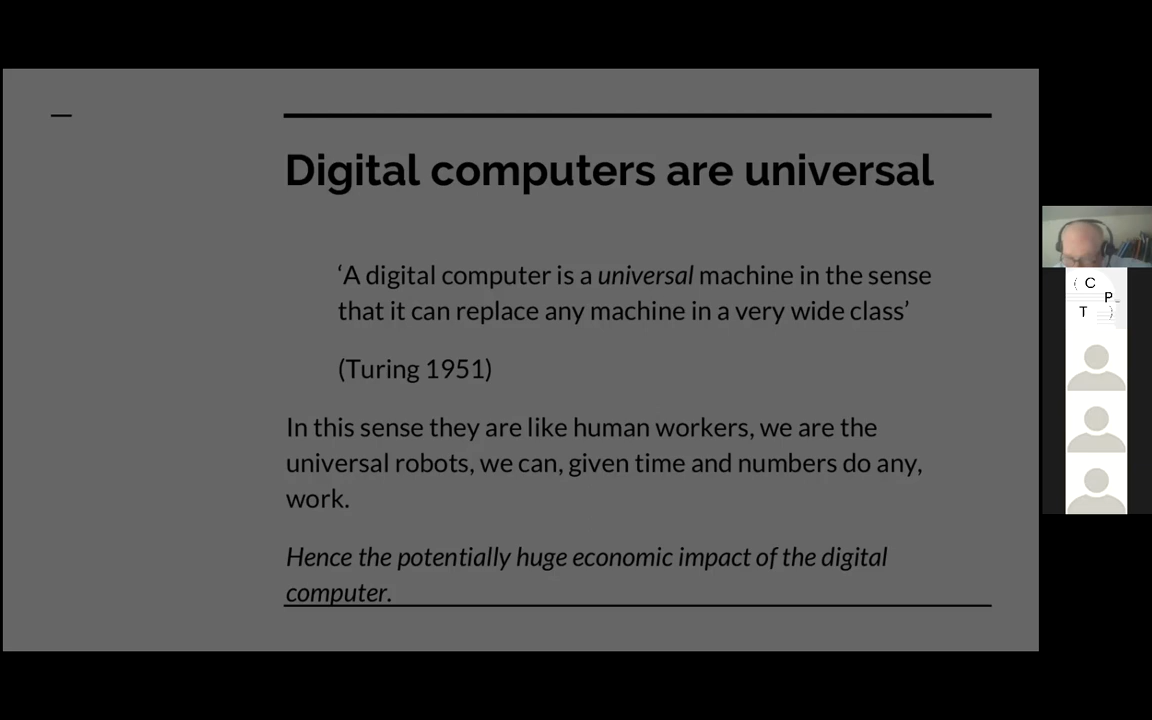 Digital computers are universal
‘A digital computer is a universal machine in the sense
that it can replace any machine in a very wide class’
(Turing 1951)
In this sense they are like human workers, we are the
universal robots, we can, given time and numbers do any,
work.
Hence the potentially huge economic impact of the digital
computer.
C
P
T